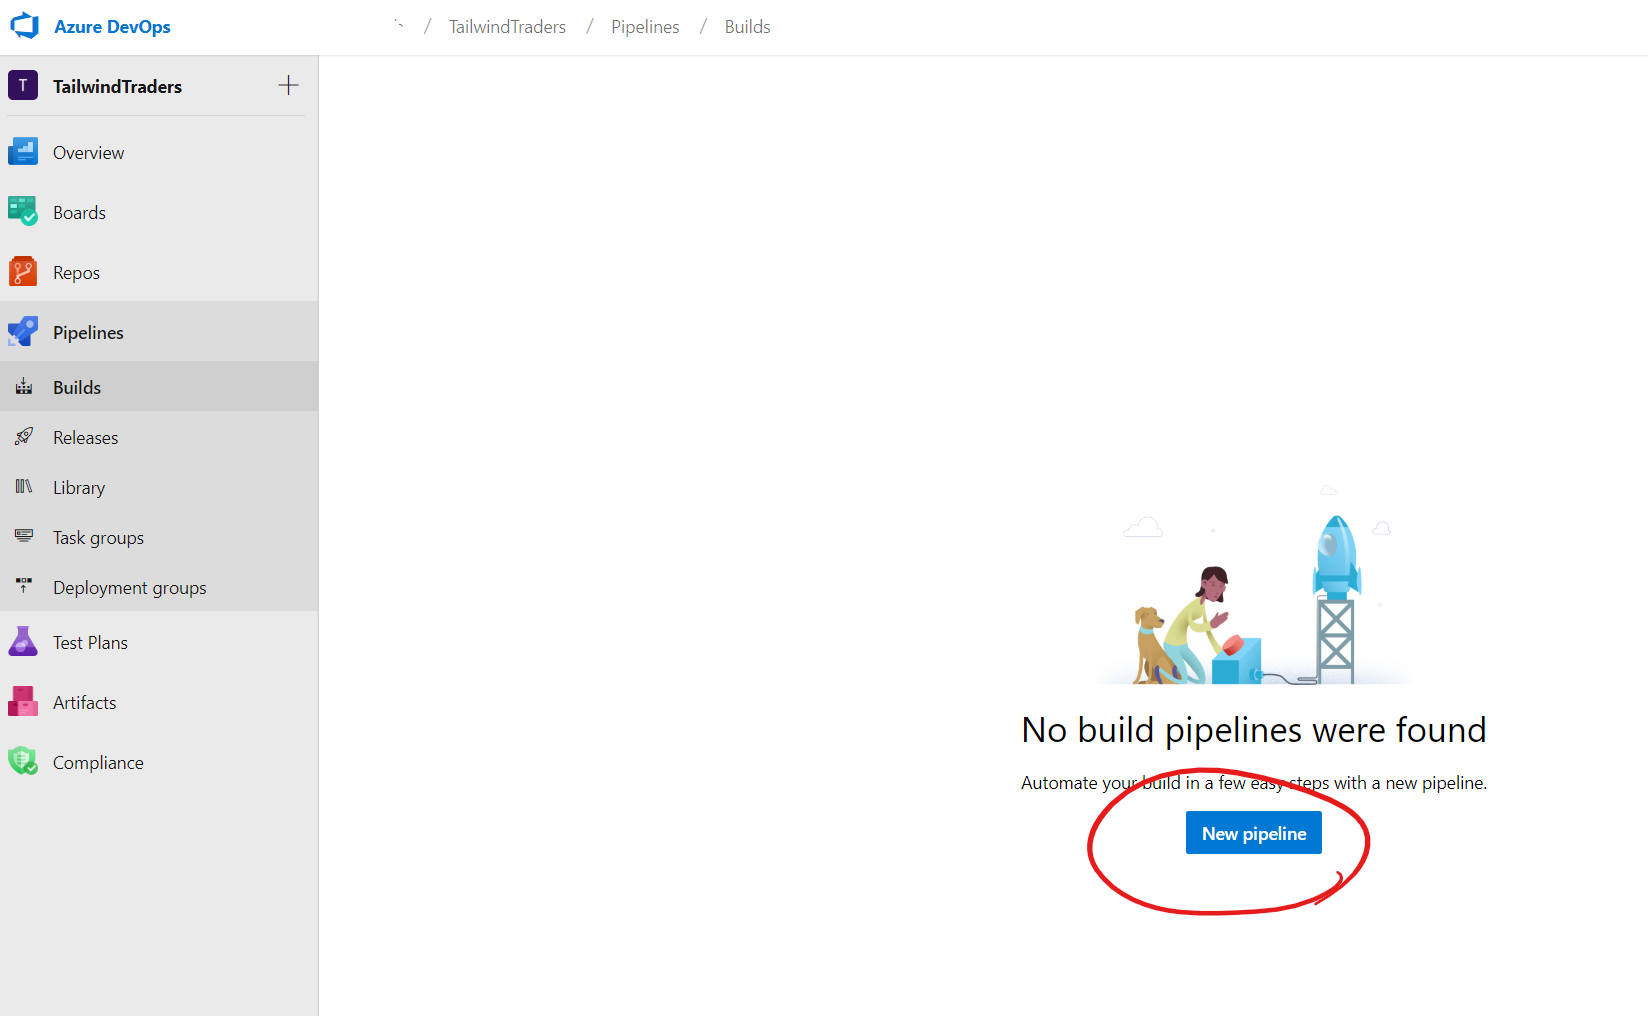 Azure DevOps
/ TailwindTraders / Pipelines / Builds
T TailwindTraders
Overview
Boards
Repos
Pipelines
Builds
Releases
Library
Task groups
Deployment groups
Test Plans
Artifacts
Compliance
No build pipelines were found
Automate your build in a few easy steps with a new pipeline.
New pipeline